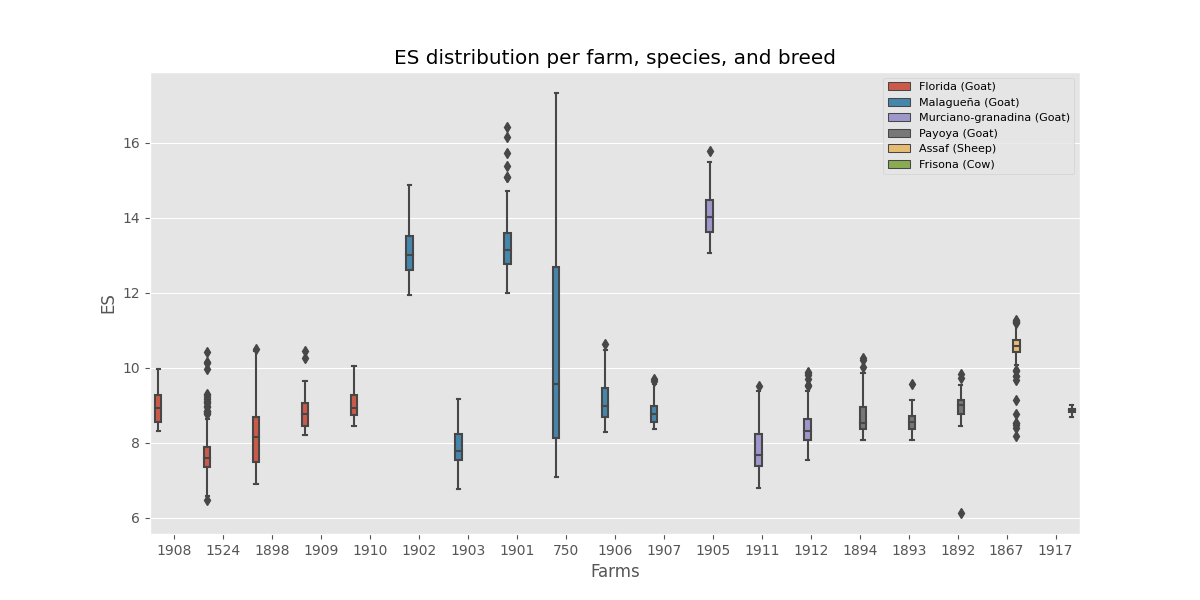 ES distribution per farm, species, and breed
Florida (Goat)
Malagueña (Goat)
Murciano-granadina (Goat)
Payoya (Goat)
Assaf (Sheep)
Frisona (Cow)
16
14
12
10
8
6
ES
1908 1524 1898 1909 1910 1902 1903 1901 750 1906 1907 1905 1911 1912 1894 1893 1892 1867 1917
Farms